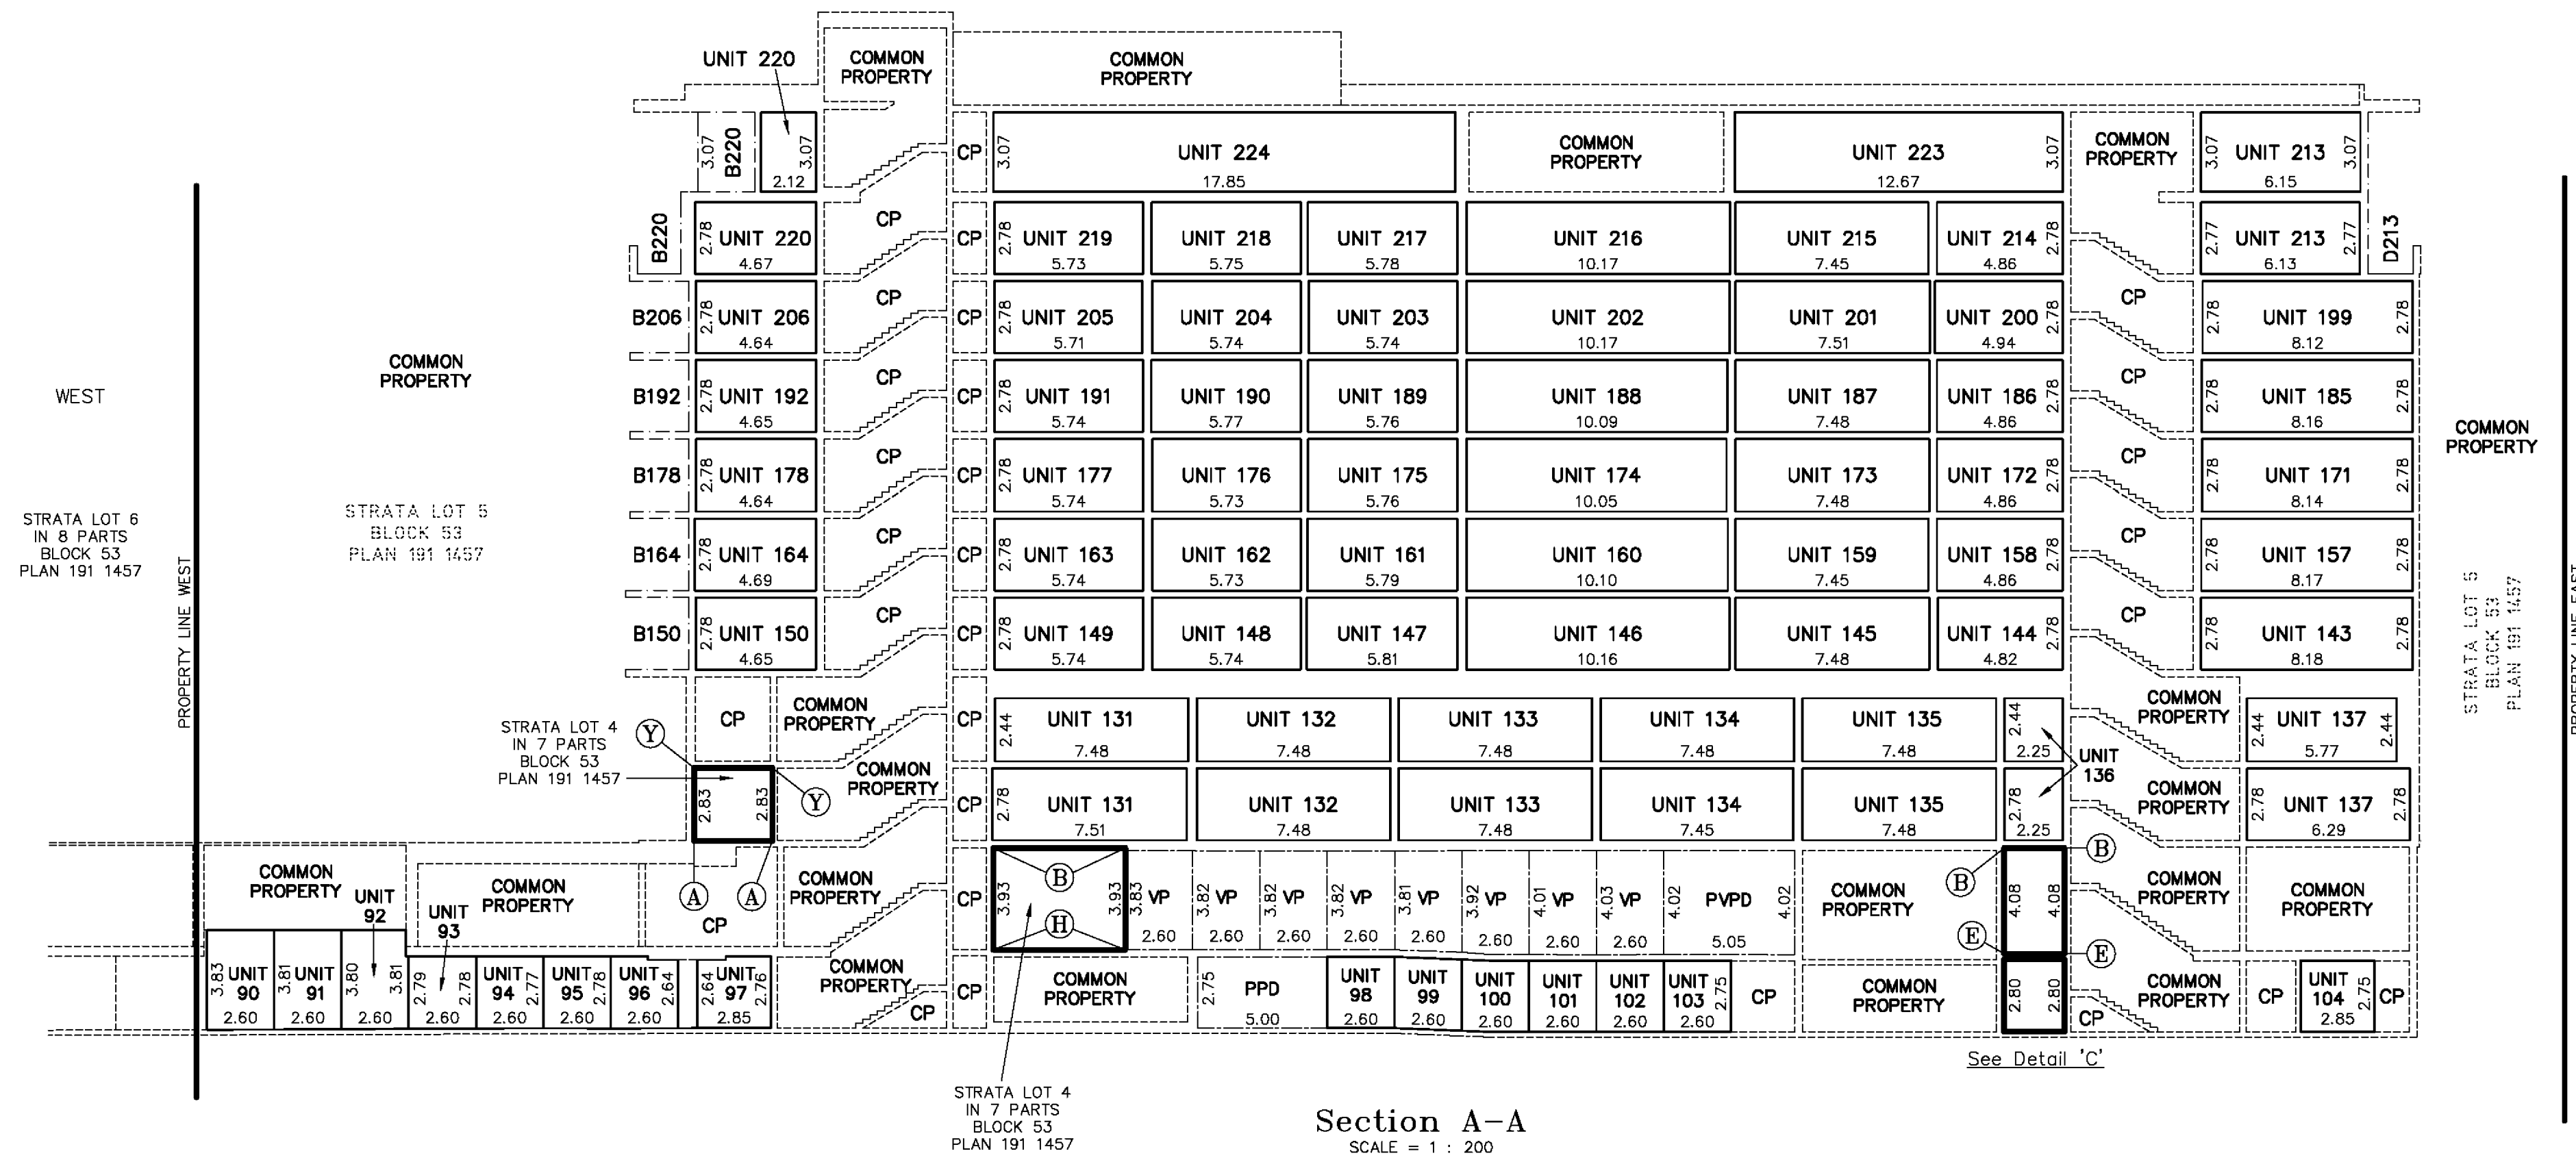 UNIT 220
COMMON
PROPERTY
COMMON
PROPERTY
3.07
B220
3.07
2.12
CP
3.07
UNIT 224
17.85
COMMON
PROPERTY
UNIT 223
12.67
3.07
COMMON
PROPERTY
3.07
UNIT 213
3.07
6.15
B220
2.78
UNIT 220
4.67
CP
CP
2.78
UNIT 219
5.73
UNIT 218
5.75
UNIT 217
5.78
UNIT 216
10.17
UNIT 215
7.45
UNIT 214
2.78
4.86
2.77
UNIT 213
2.77
6.13
D213
B206
2.78
UNIT 206
4.64
CP
CP
2.78
UNIT 205
5.71
UNIT 204
5.74
UNIT 203
5.74
UNIT 202
10.17
UNIT 201
7.51
UNIT 200
2.78
4.94
CP
2.78
UNIT 199
2.78
8.12
COMMON
PROPERTY
WEST
B192
2.78
UNIT 192
4.65
CP
CP
2.78
UNIT 191
5.74
UNIT 190
5.77
UNIT 189
5.76
UNIT 188
10.09
UNIT 187
7.48
UNIT 186
2.78
4.86
CP
2.78
UNIT 185
2.78
8.16
COMMON
PROPERTY
B178
2.78
UNIT 178
4.64
CP
CP
2.78
UNIT 177
5.74
UNIT 176
5.73
UNIT 175
5.76
UNIT 174
10.05
UNIT 173
7.48
UNIT 172
2.78
4.86
CP
2.78
UNIT 171
2.78
8.14
STRATA LOT 6
IN 8 PARTS
BLOCK 53
PLAN 191 1457
PROPERTY LINE WEST
STRATA LOT 5
BLOCK 53
PLAN 191 1457
B164
2.78
UNIT 164
4.69
CP
CP
2.78
UNIT 163
5.74
UNIT 162
5.73
UNIT 161
5.79
UNIT 160
10.10
UNIT 159
7.45
UNIT 158
2.78
4.86
CP
2.78
UNIT 157
2.78
8.17
STRATA LOT 5
BLOCK 53
PLAN 191 1457
PROPERTY LINE EAST
B150
2.78
UNIT 150
4.65
CP
CP
2.78
UNIT 149
5.74
UNIT 148
5.74
UNIT 147
5.81
UNIT 146
10.16
UNIT 145
7.48
UNIT 144
2.78
4.82
CP
2.78
UNIT 143
2.78
8.18
STRATA LOT 4
IN 7 PARTS
BLOCK 53
PLAN 191 1457
Y
CP
COMMON
PROPERTY
CP
2.44
UNIT 131
7.48
UNIT 132
7.48
UNIT 133
7.48
UNIT 134
7.48
UNIT 135
7.48
2.44
2.25
UNIT
136
COMMON
PROPERTY
2.44
UNIT 137
2.44
5.77
2.83
2.83
Y
COMMON
PROPERTY
CP
2.78
UNIT 131
7.51
UNIT 132
7.48
UNIT 133
7.48
UNIT 134
7.45
UNIT 135
7.48
2.78
2.25
COMMON
PROPERTY
2.78
UNIT 137
2.78
6.29
COMMON
PROPERTY
UNIT
92
UNIT
93
COMMON
PROPERTY
A
A
CP
COMMON
PROPERTY
CP
3.93
B
H
3.93
3.83
VP
2.60
3.82
VP
2.60
3.82
VP
2.60
3.82
VP
2.60
3.81
VP
2.60
3.92
VP
2.60
4.01
VP
2.60
4.03
VP
2.60
4.02
PVPD
4.02
5.05
COMMON
PROPERTY
B
B
4.08
4.08
E
E
COMMON
PROPERTY
COMMON
PROPERTY
3.83
UNIT
90
2.60
3.81
UNIT
91
2.60
3.80
3.81
2.60
2.79
2.78
2.60
UNIT
94
2.77
2.60
UNIT
95
2.78
2.60
UNIT
96
2.64
2.60
2.64
UNIT
97
2.76
2.85
COMMON
PROPERTY
CP
CP
COMMON
PROPERTY
2.75
PPD
5.00
UNIT
98
2.60
UNIT
99
2.60
UNIT
100
2.60
UNIT
101
2.60
UNIT
102
2.60
UNIT
103
2.75
2.60
CP
COMMON
PROPERTY
2.80
2.80
CP
COMMON
PROPERTY
CP
UNIT
104
2.75
2.85
CP
See Detail 'C'
STRATA LOT 4
IN 7 PARTS
BLOCK 53
PLAN 191 1457
Section A-A
SCALE = 1 : 200